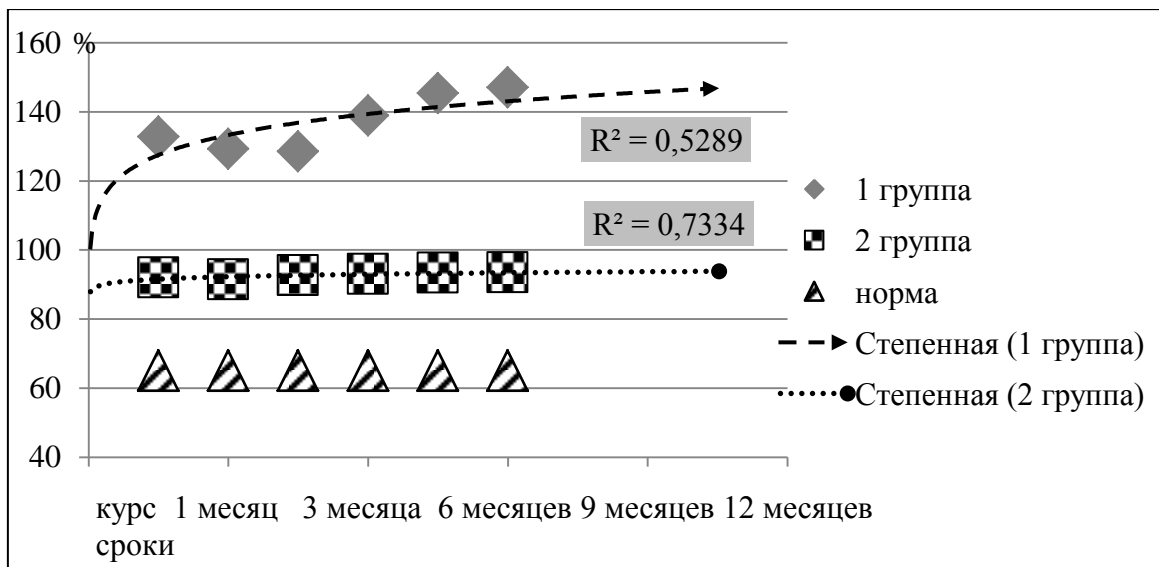 160 %
140
120
100
80
60
40
R² = 0,5289
R² = 0,7334
курс 1 месяц 3 месяца 6 месяцев 9 месяцев 12 месяцев
сроки
1 группа
2 группа
норма
Степенная (1 группа)
Степенная (2 группа)